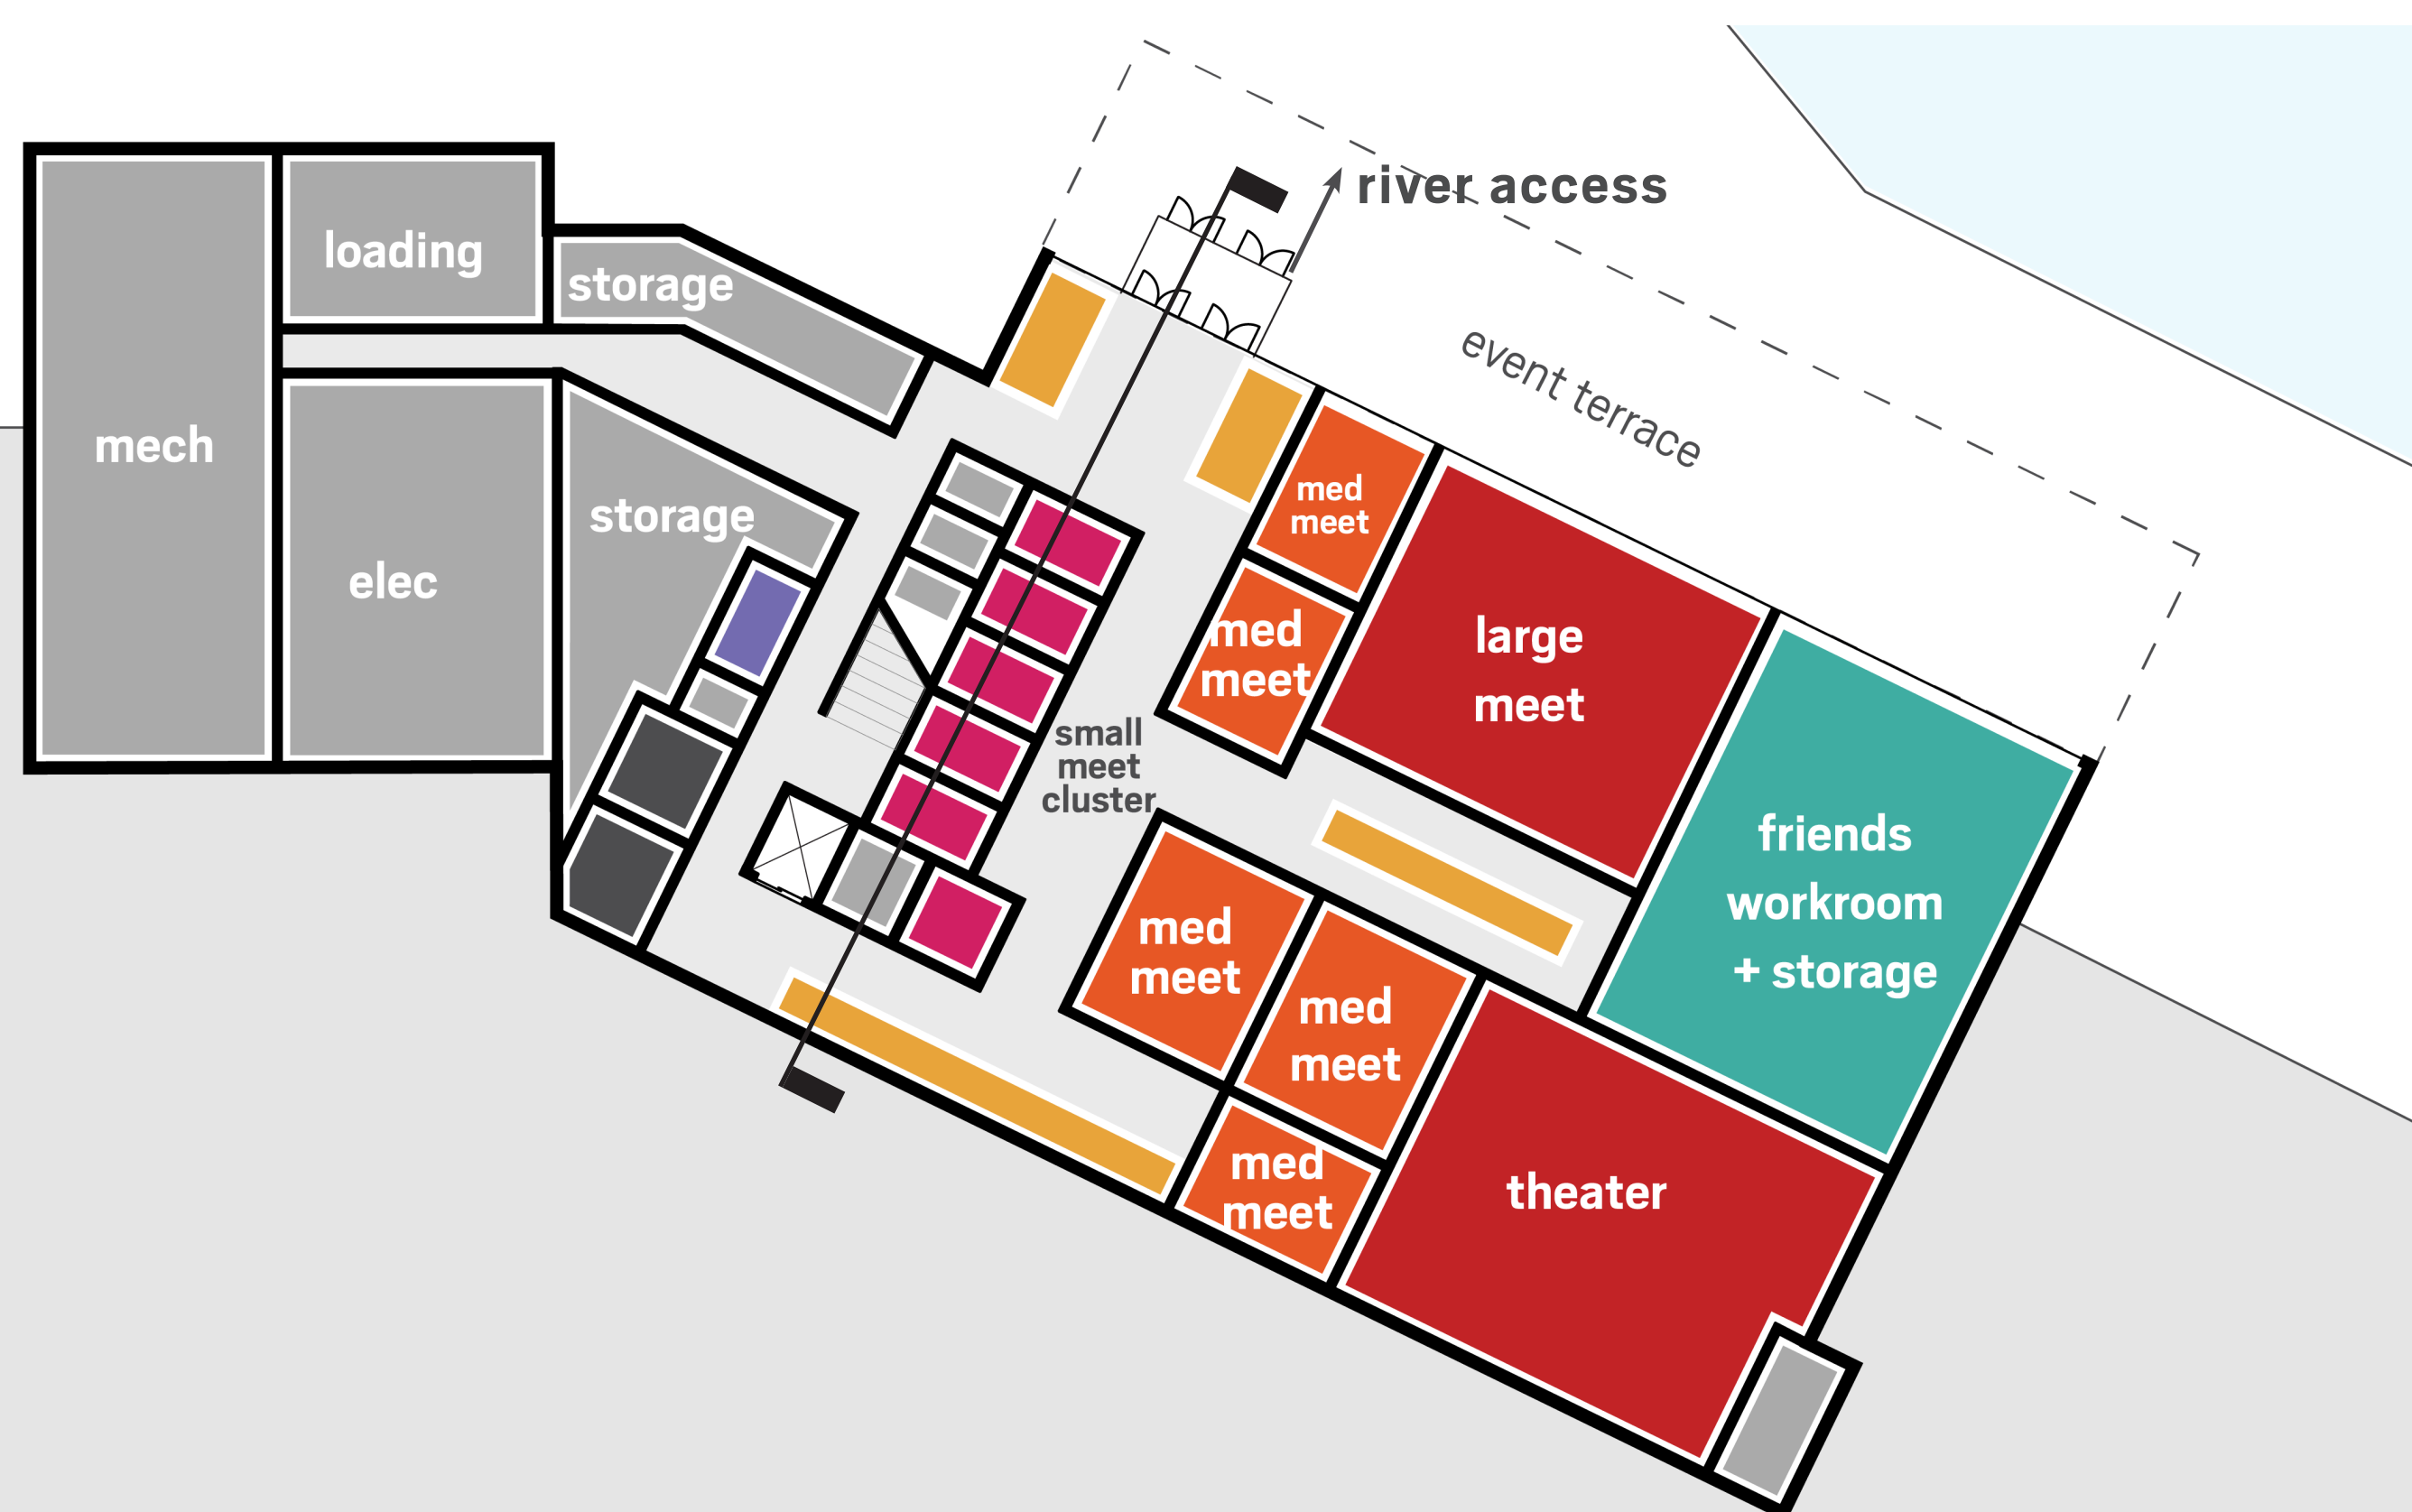 river access
loading
storage
event terrace
mech
storage
elec
med
meet
med
meet
large
meet
small
meet
cluster
friends
workroom
+ storage
med
meet
med
meet
med
meet
theater